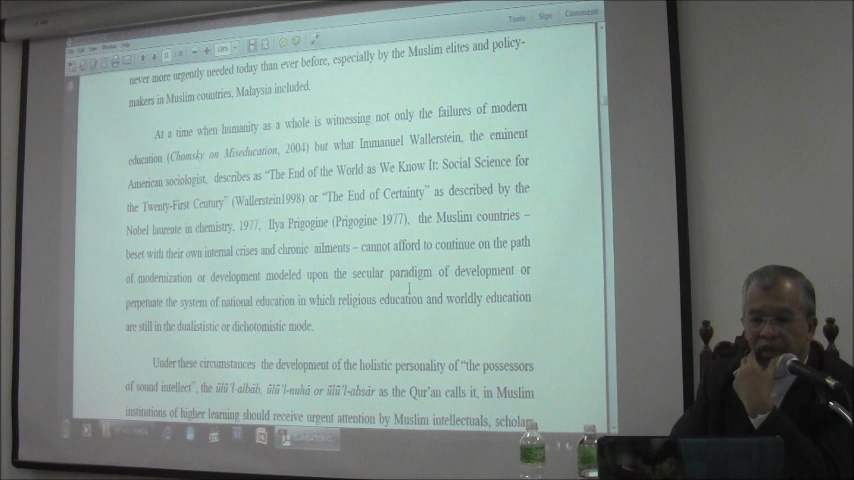 Tools Sign Comment
never more urgently needed today than ever before, especially by the Muslim elites and policy-
makers in Muslim countries, Malaysia included.
At a time when humanity as a whole is witnessing not only the failures of modern
education (Chomsky on Miseducation, 2004) but what Immanuel Wallerstein, the eminent
American sociologist, describes as “The End of the World as We Know It: Social Science for
the Twenty-First Century” (Wallerstein1998) or “The End of Certainty” as described by the
Nobel laureate in chemistry, 1977, Ilya Prigogine (Prigogine 1977), the Muslim countries –
beset with their own internal crises and chronic ailments – cannot afford to continue on the path
of modernization or development modeled upon the secular paradigm of development or
perpetuate the system of national education in which religious education and worldly education
are still in the dualististic or dichotomistic mode.
Under these circumstances the development of the holistic personality of “the possessors
of sound intellect”, the ūlū’l-albāb, ūlū’l-nuhā or ūlū’l-absār as the Qur’an calls it, in Muslim
institutions of higher learning should receive urgent attention by Muslim intellectuals, scholar